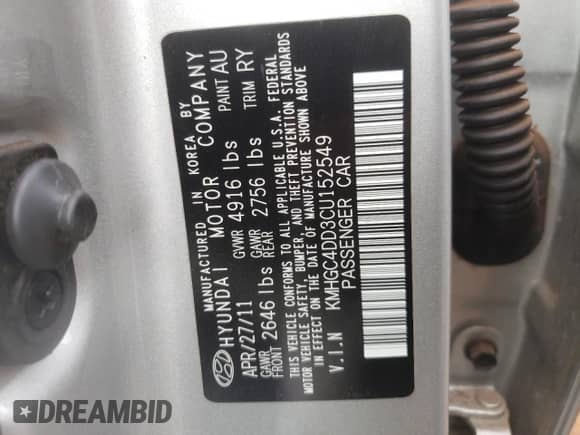 MANUFACTURED IN KOREA BY
HYUNDAI MOTOR COMPANY
APR/27/11 GVWR 4916 lbs PAINT AU
GAWR FRONT 2646 lbs GAWR REAR 2756 lbs TRIM RY
THIS VEHICLE CONFORMS TO ALL APPLICABLE U.S.A. FEDERAL
MOTOR VEHICLE SAFETY, BUMPER, AND THEFT PREVENTION STANDARDS
IN EFFECT ON THE DATE OF MANUFACTURE SHOWN ABOVE
V.I.N KMHGC4DD3CU152549
PASSENGER CAR
DREAMBID